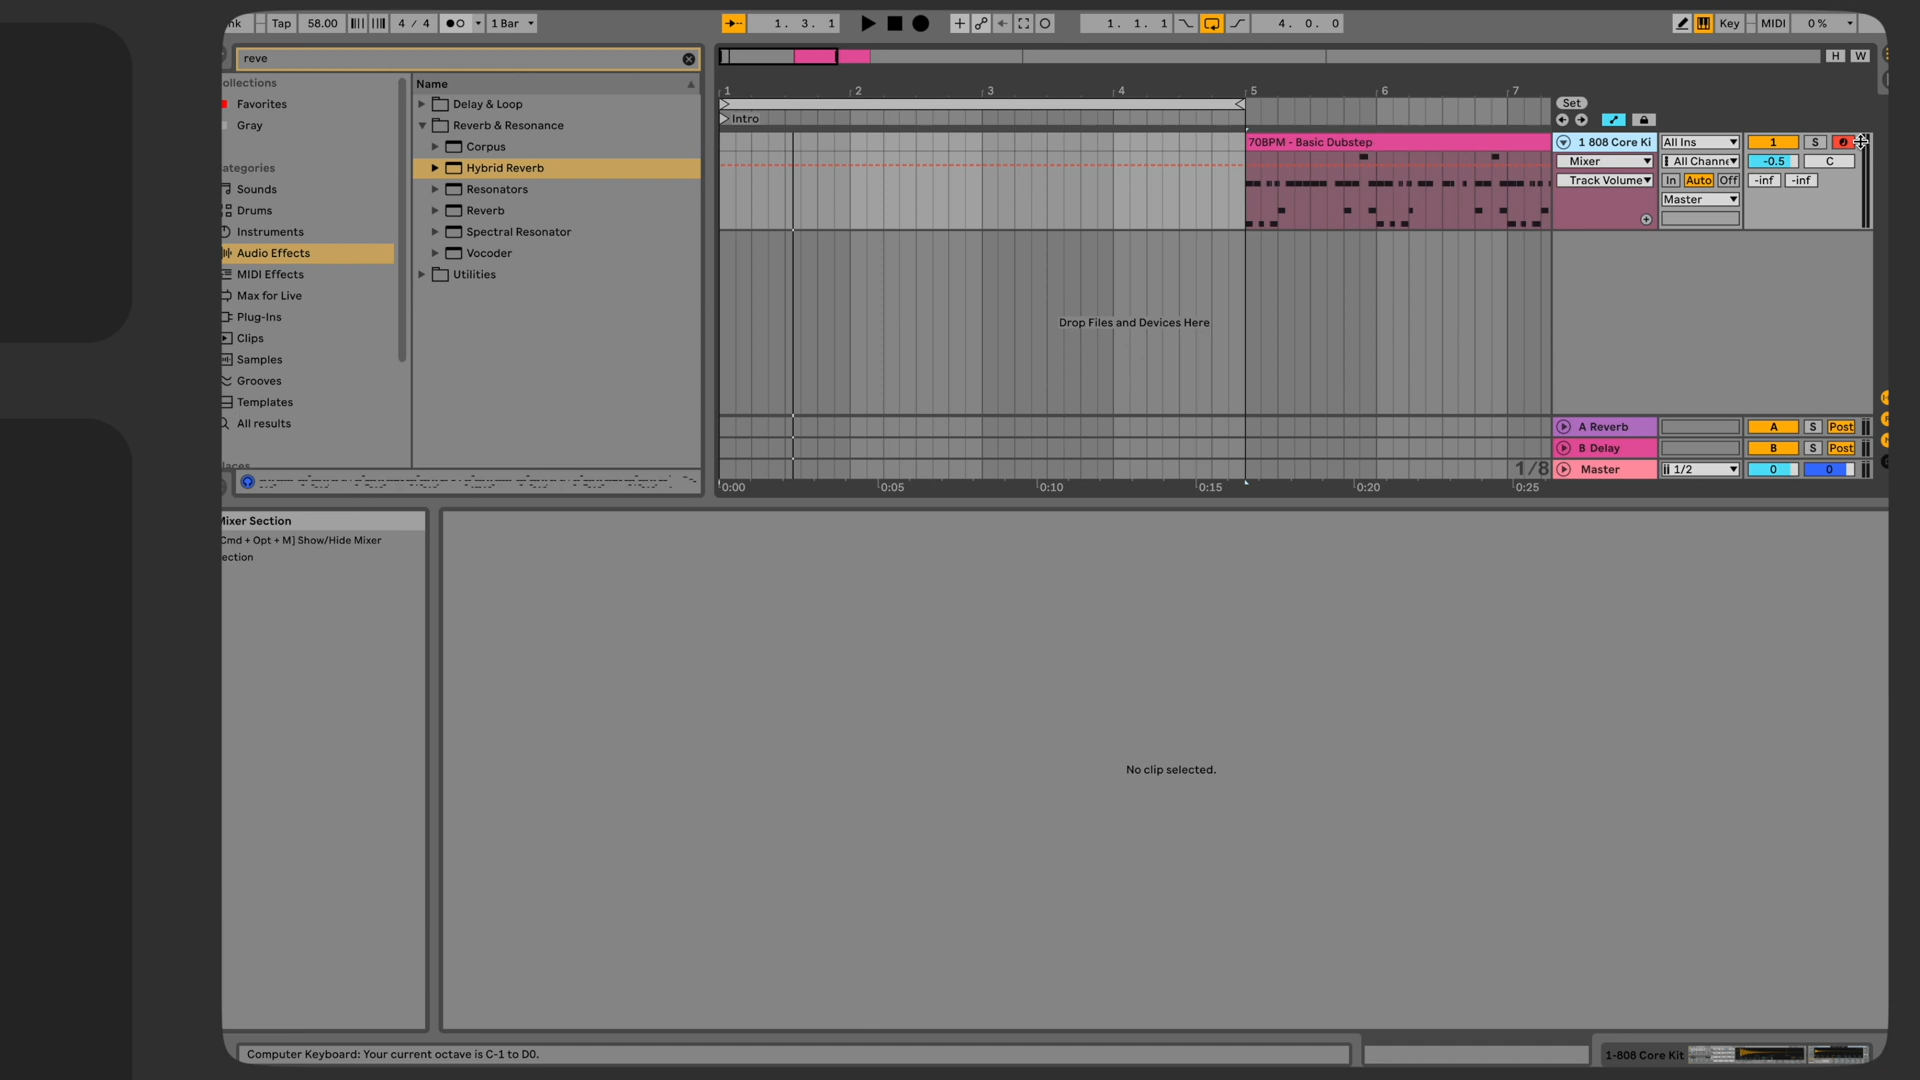 nk Tap 58.00 4 / 4 1 Bar 1. 3. 1 1. 1. 1 4. 0. 0 Key MIDI 0 %
reve
H W
ollections
Favorites
Gray
ategories
Sounds
Drums
Instruments
Audio Effects
MIDI Effects
Max for Live
Plug-Ins
Clips
Samples
Grooves
Templates
All results
laces
Name
Delay & Loop
Reverb & Resonance
Corpus
Hybrid Reverb
Resonators
Reverb
Spectral Resonator
Vocoder
Utilities
1 2 3 4 5 6 7
Set
Intro
70BPM - Basic Dubstep
1 808 Core Ki All Ins 1 S
Mixer All Channe -0.5 C
Track Volume In Auto Off -inf -inf
Master
Drop Files and Devices Here
A Reverb A S Post
B Delay B S Post
1/8 Master 1/2 0 0
0:00 0:05 0:10 0:15 0:20 0:25
Mixer Section
Cmd + Opt + M] Show/Hide Mixer
ection
No clip selected.
Computer Keyboard: Your current octave is C-1 to D0.
1-808 Core Kit